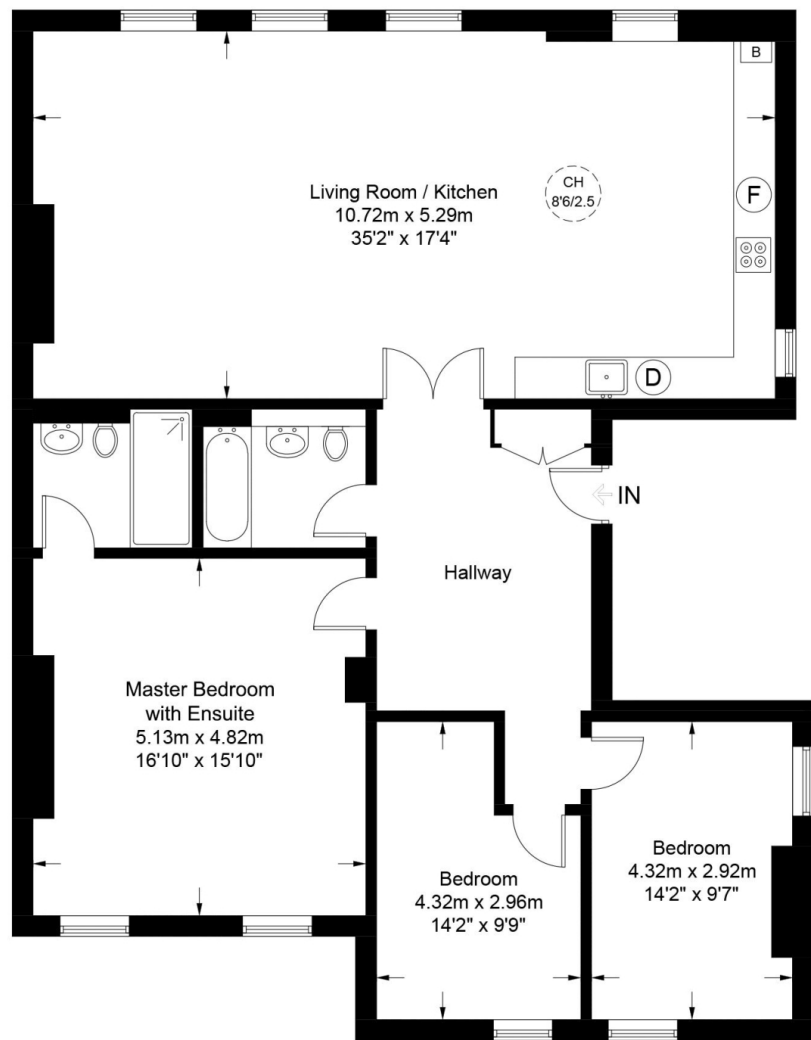 B
Living Room / Kitchen
10.72m x 5.29m
35'2" x 17'4"
CH
8'6/2.5
F
D
IN
Hallway
Master Bedroom
with Ensuite
5.13m x 4.82m
16'10" x 15'10"
Bedroom
4.32m x 2.96m
14'2" x 9'9"
Bedroom
4.32m x 2.92m
14'2" x 9'7"